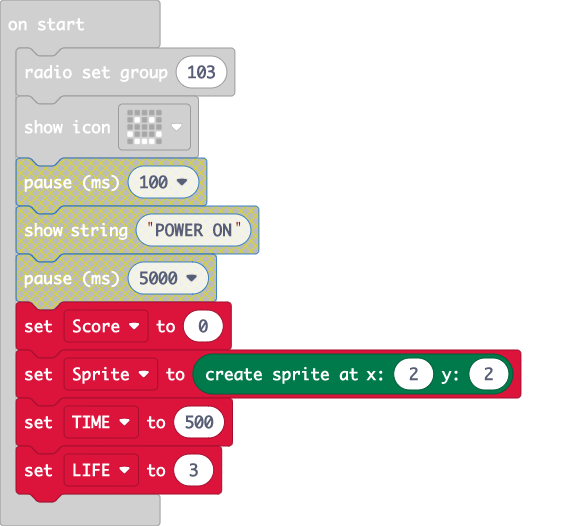 on start
radio set group 103
show icon
pause (ms) 100
show string "POWER ON"
pause (ms) 5000
set Score to 0
set Sprite to create sprite at x: 2 y: 2
set TIME to 500
set LIFE to 3